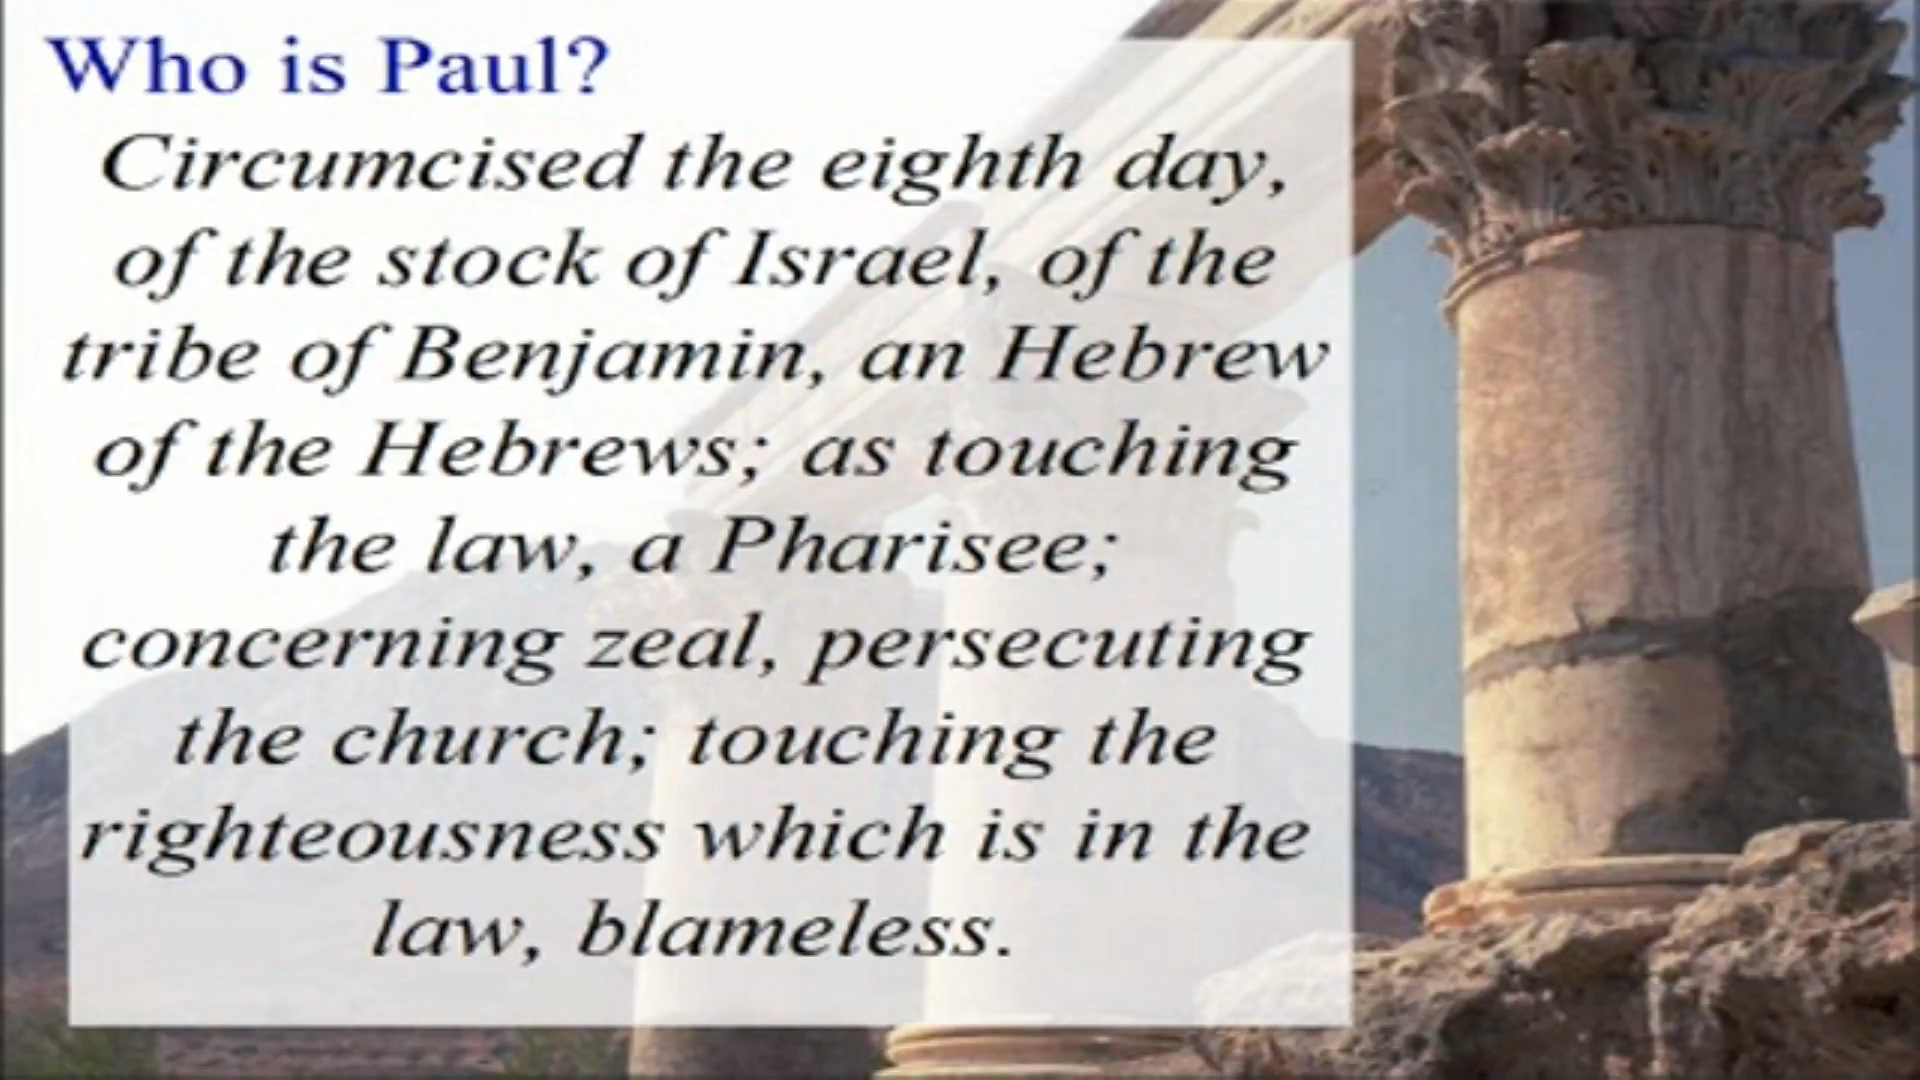 Who is Paul?
Circumcised the eighth day,
of the stock of Israel, of the
tribe of Benjamin, an Hebrew
of the Hebrews; as touching
the law, a Pharisee;
concerning zeal, persecuting
the church; touching the
righteousness which is in the
law, blameless.